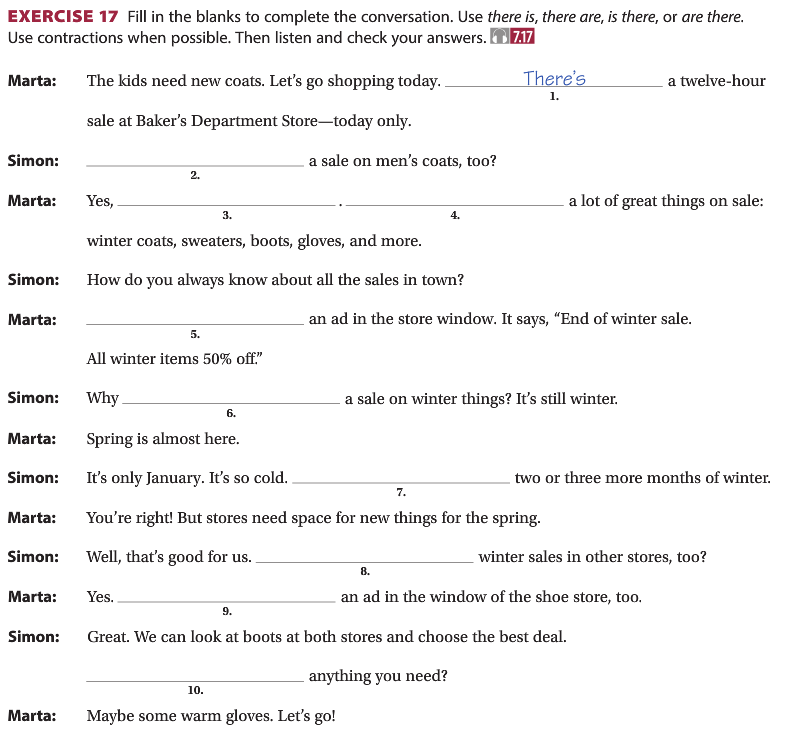 EXERCISE 17 Fill in the blanks to complete the conversation. Use there is, there are, is there, or are there.
Use contractions when possible. Then listen and check your answers. 7.17
Marta: The kids need new coats. Let's go shopping today. There's a twelve-hour
1.
sale at Baker's Department Store—today only.
Simon: a sale on men's coats, too?
2.
Marta: Yes, . a lot of great things on sale:
3. 4.
winter coats, sweaters, boots, gloves, and more.
Simon: How do you always know about all the sales in town?
Marta: an ad in the store window. It says, “End of winter sale.
5.
All winter items 50% off.”
Simon: Why a sale on winter things? It's still winter.
6.
Marta: Spring is almost here.
Simon: It's only January. It's so cold. two or three more months of winter.
7.
Marta: You're right! But stores need space for new things for the spring.
Simon: Well, that's good for us. winter sales in other stores, too?
8.
Marta: Yes. an ad in the window of the shoe store, too.
9.
Simon: Great. We can look at boots at both stores and choose the best deal.
anything you need?
10.
Marta: Maybe some warm gloves. Let's go!